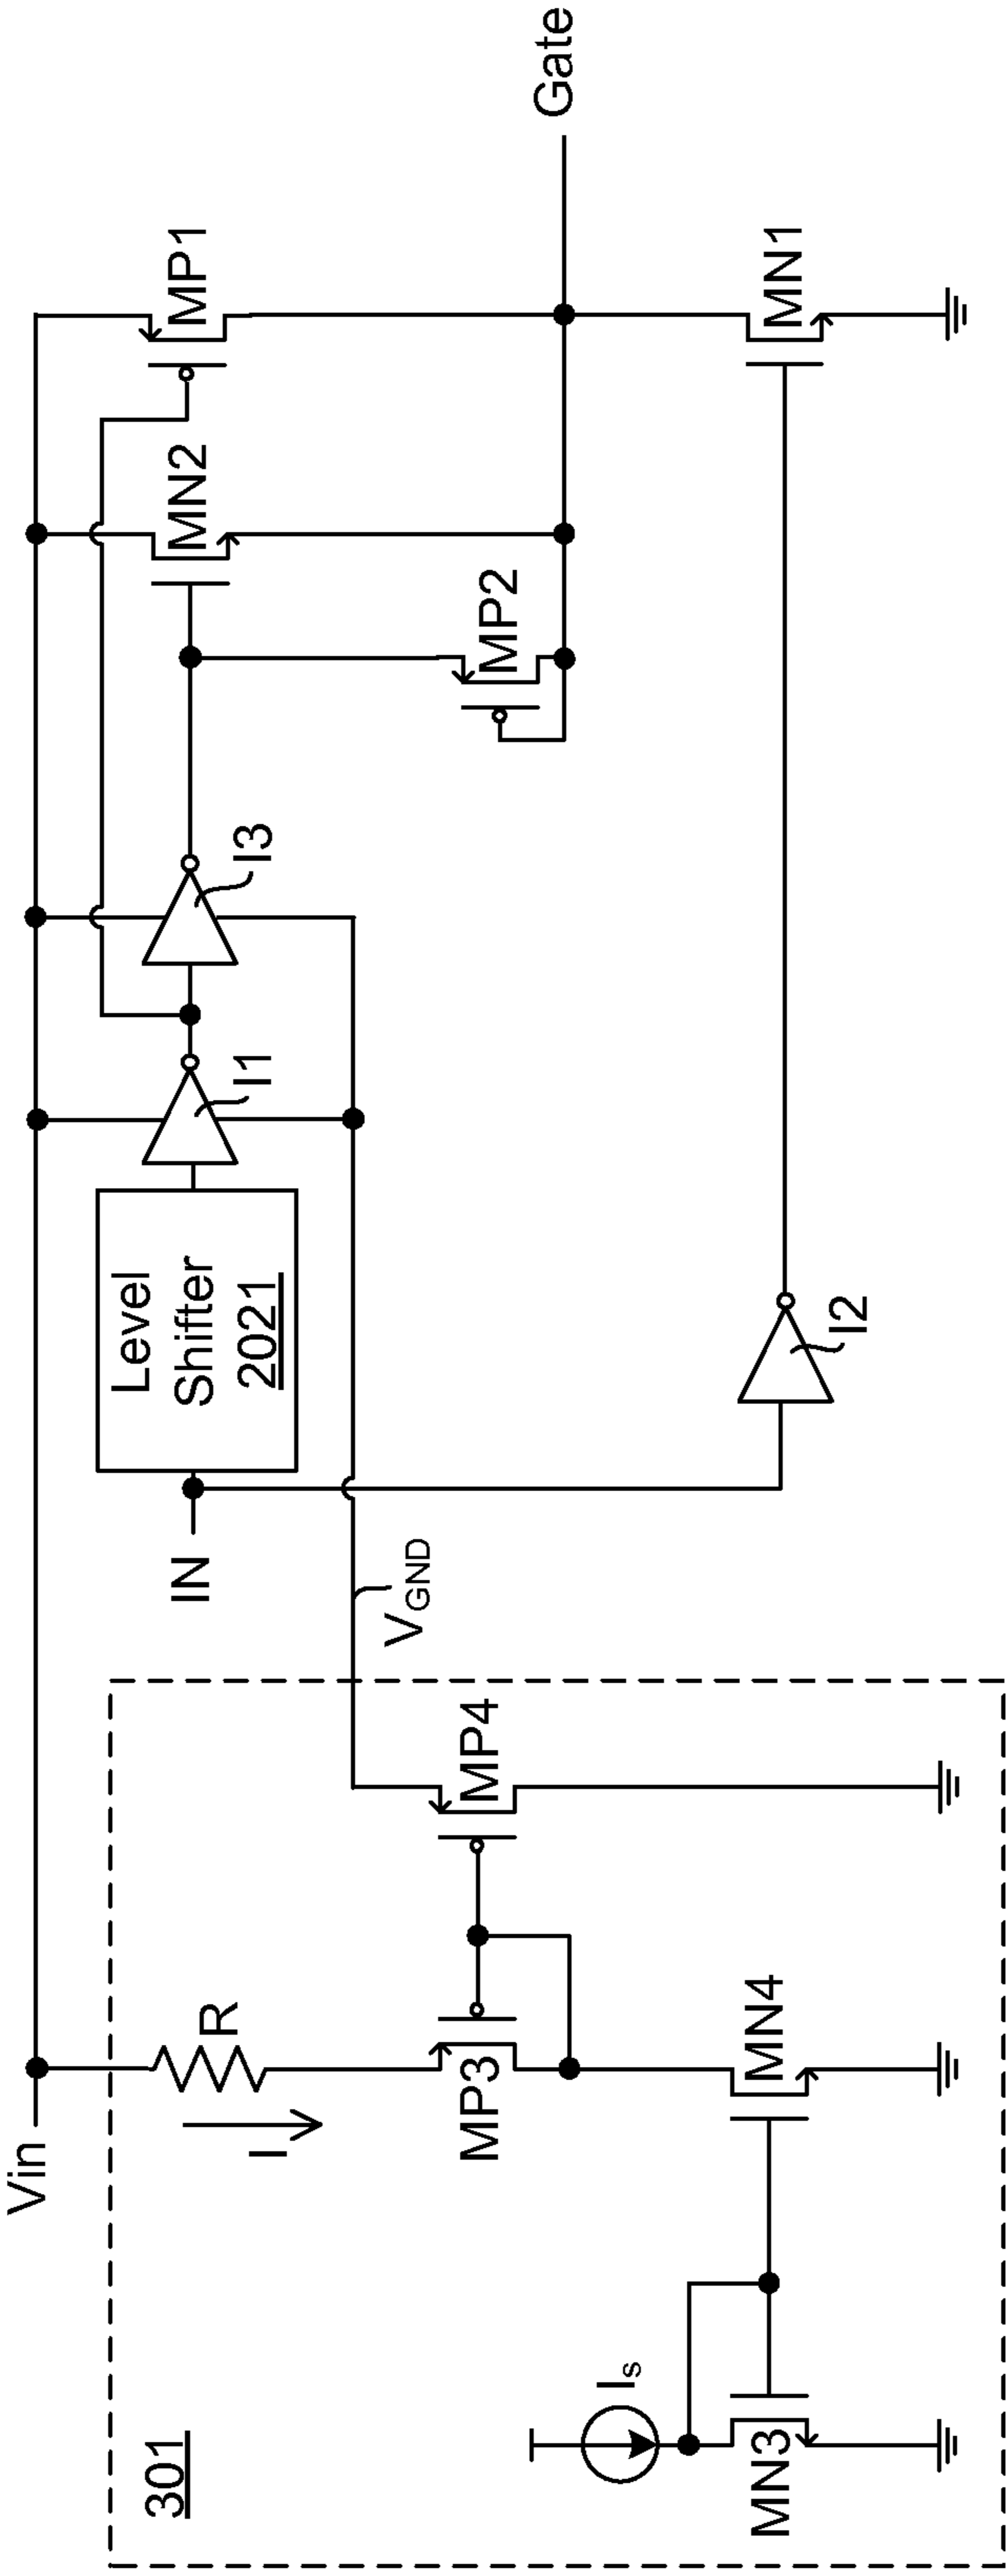 Vin
R
I
MP3
MP4
MN4
MN3
Is
301
VGND
IN
Level
Shifter
2021
I1
I3
I2
MN2
MP1
MP2
MN1
Gate